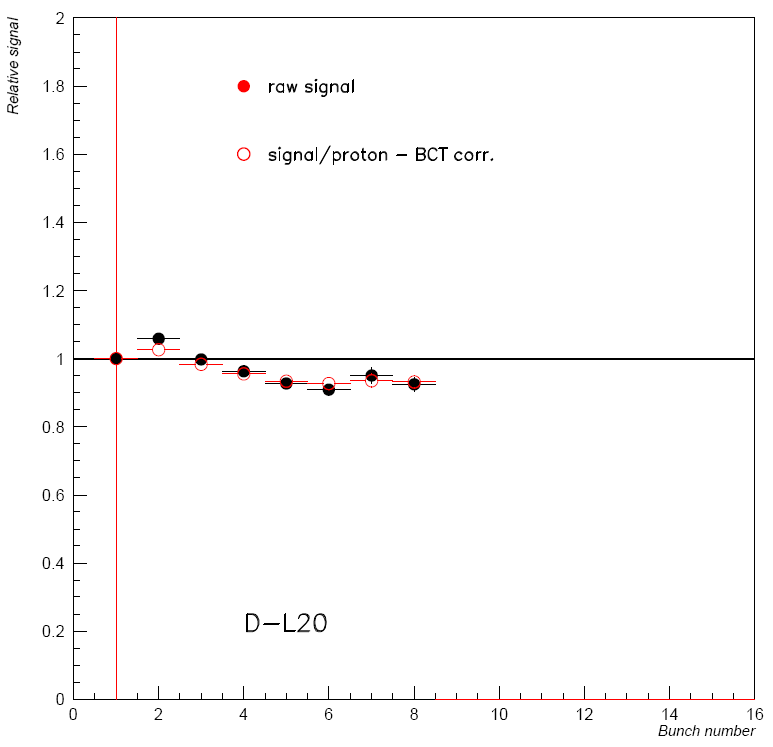 Relative signal
2
1.8
1.6
1.4
1.2
1
0.8
0.6
0.4
0.2
0
raw signal
signal/proton - BCT corr.
D-L20
0 2 4 6 8 10 12 14 16
Bunch number